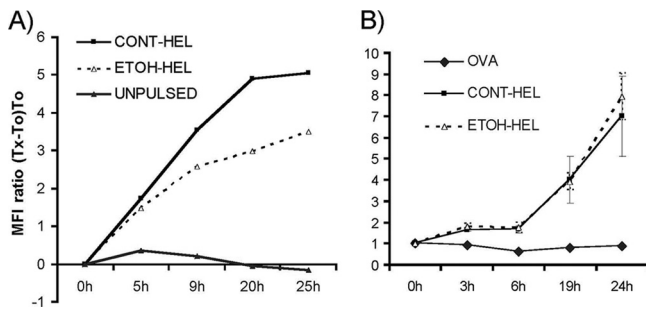 A)
CONT-HEL
ETOH-HEL
UNPULSED
MFI ratio (Tx-To)To
6
5
4
3
2
1
0
-1
0h 5h 9h 20h 25h
B)
OVA
CONT-HEL
ETOH-HEL
10
9
8
7
6
5
4
3
2
1
0
0h 3h 6h 19h 24h